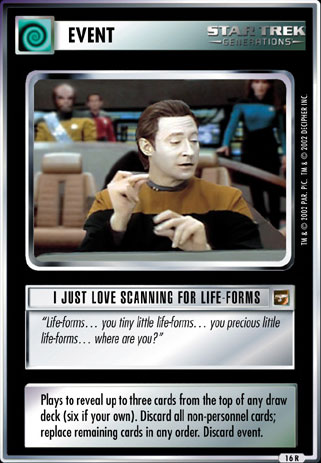 EVENT
STAR TREK
GENERATIONS
TM & © 2002 PAR. P.C. TM & © 2002 DECIPHER INC.
I JUST LOVE SCANNING FOR LIFE-FORMS
“Life-forms… you tiny little life-forms… you precious little
life-forms… where are you?”
Plays to reveal up to three cards from the top of any draw
deck (six if your own). Discard all non-personnel cards;
replace remaining cards in any order. Discard event.
16 R